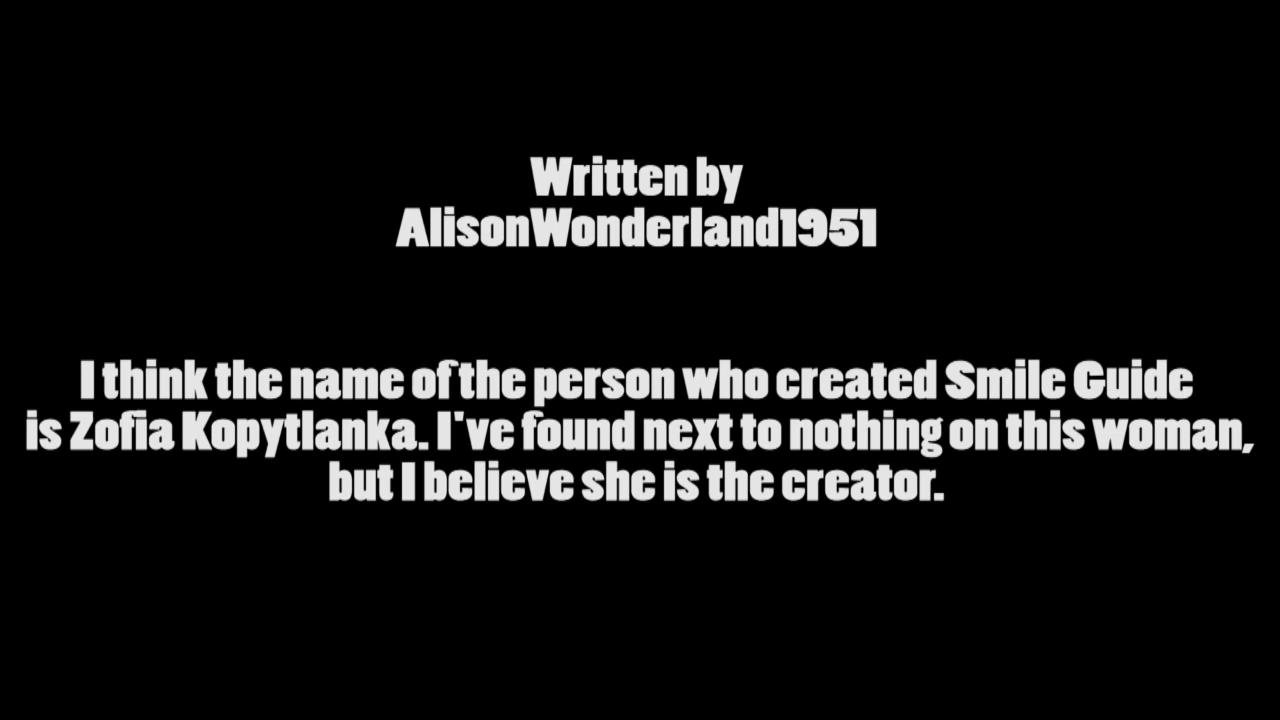 Written by
AlisonWonderland1951
I think the name of the person who created Smile Guide
is Zofia Kopytlanka. I've found next to nothing on this woman,
but I believe she is the creator.